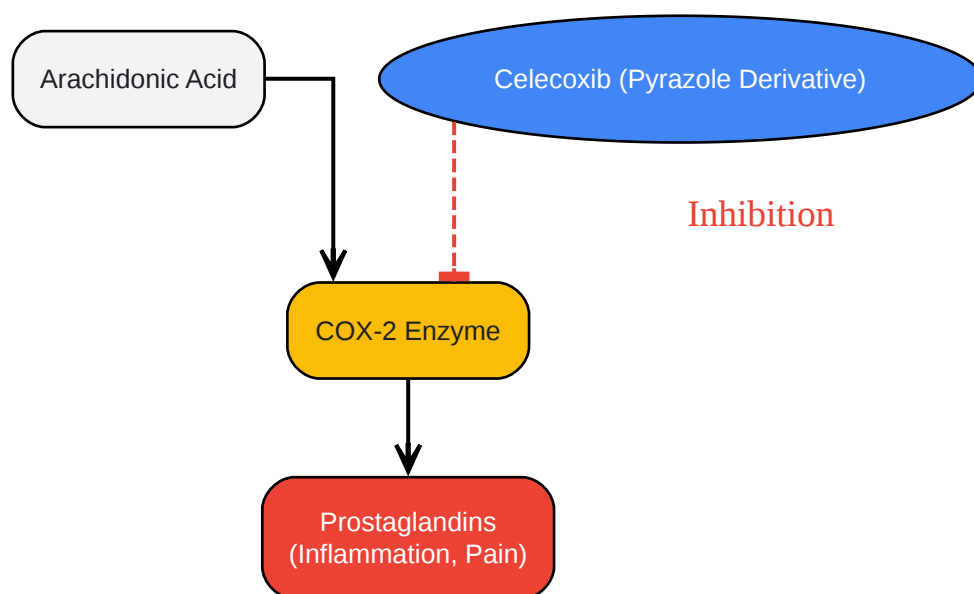 Arachidonic Acid
Celecoxib (Pyrazole Derivative)
Inhibition
COX-2 Enzyme
Prostaglandins
(Inflammation, Pain)